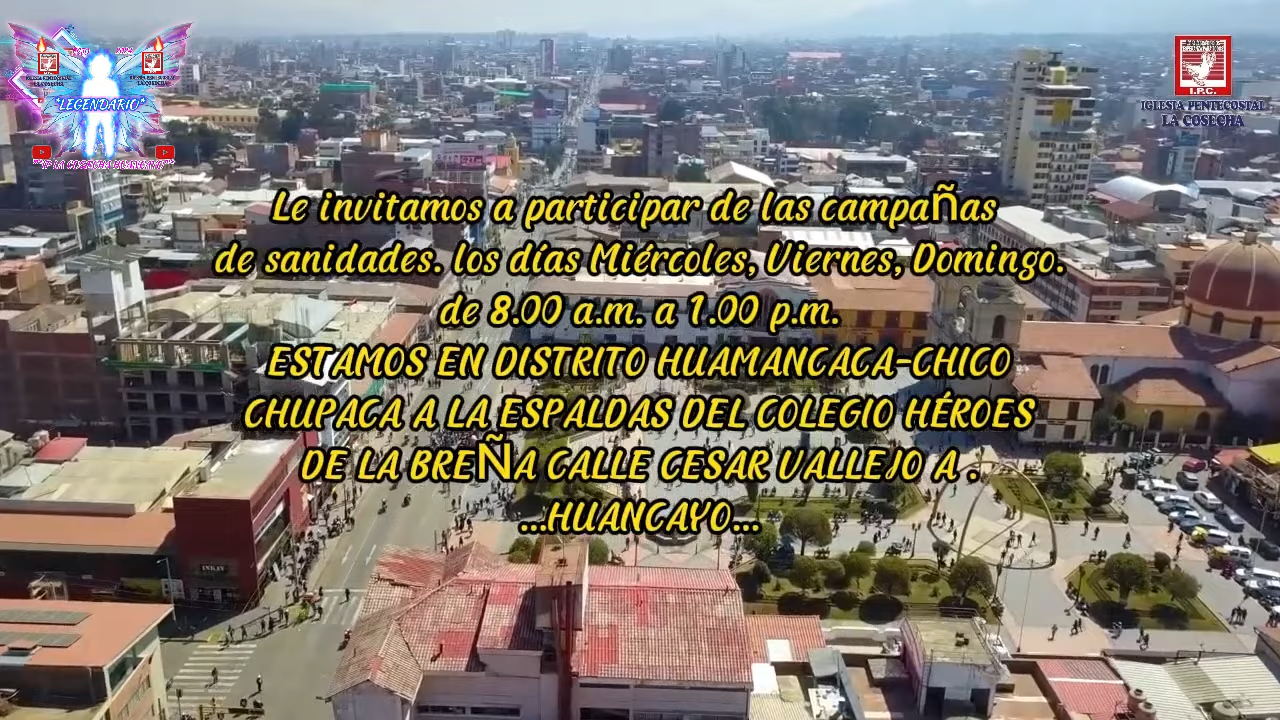 "LEGENDARIO"
I.P.C.
IGLESIA PENTECOSTAL
LA COSECHA
Le invitamos a participar de las campañas
de sanidades. los días Miércoles, Viernes, Domingo.
de 8.00 a.m. a 1.00 p.m.
ESTAMOS EN DISTRITO HUAMANCACA-CHICO
CHUPACA A LA ESPALDAS DEL COLEGIO HÉROES
DE LA BREÑA CALLE CESAR VALLEJO A .
...HUANCAYO...